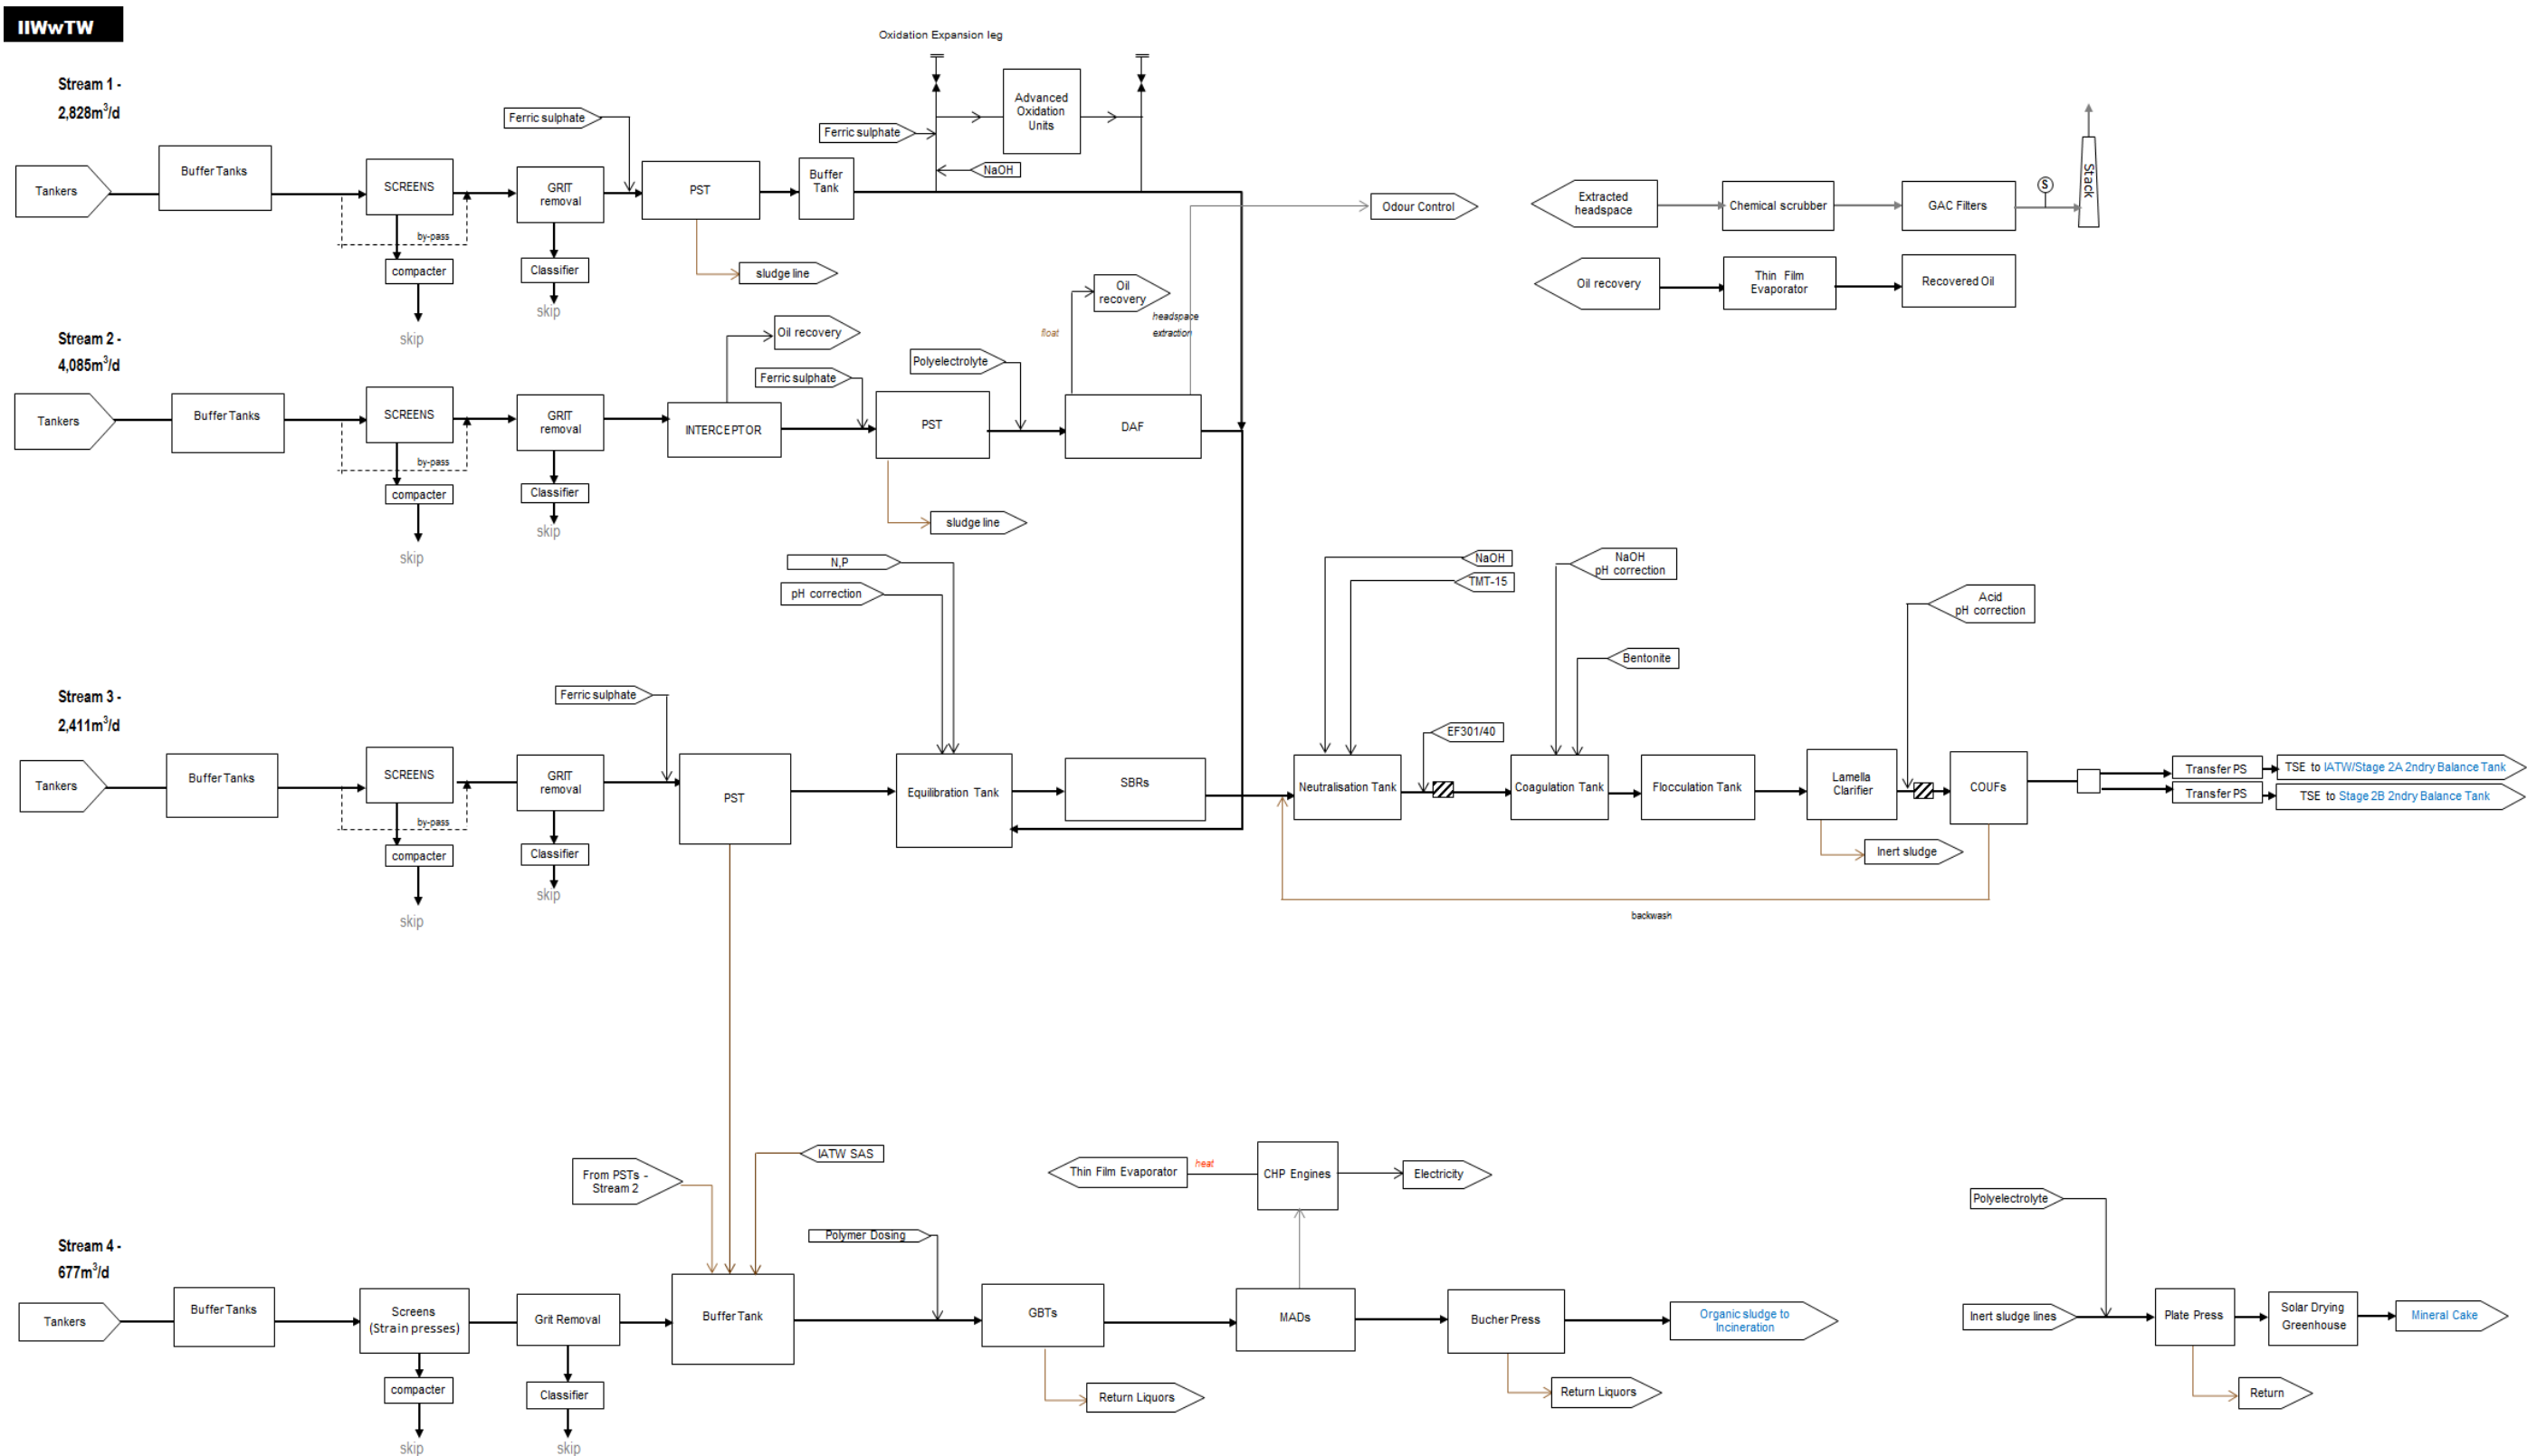 IIWwTW
Oxidation Expansion leg
Stream 1 -
2,828m³/d
Tankers
Buffer Tanks
SCREENS
by-pass
compacter
skip
GRIT
removal
Classifier
skip
Ferric sulphate
PST
sludge line
Buffer
Tank
Ferric sulphate
NaOH
Advanced
Oxidation
Units
Odour Control
Extracted
headspace
Chemical scrubber
GAC Filters
S
Stack
Oil recovery
Thin Film
Evaporator
Recovered Oil
Stream 2 -
4,085m³/d
Tankers
Buffer Tanks
SCREENS
by-pass
compacter
skip
GRIT
removal
Classifier
skip
INTERCEPTOR
Oil recovery
Ferric sulphate
PST
sludge line
Polyelectrolyte
DAF
float
Oil
recovery
headspace
extraction
Stream 3 -
2,411m³/d
Tankers
Buffer Tanks
SCREENS
by-pass
compacter
skip
GRIT
removal
Classifier
skip
Ferric sulphate
PST
N,P
pH correction
Equilibration Tank
SBRs
NaOH
TMT-15
Neutralisation Tank
EF301/40
NaOH
pH correction
Bentonite
Coagulation Tank
Flocculation Tank
Lamella
Clarifier
Inert sludge
Acid
pH correction
COUFs
backwash
Transfer PS
TSE to IATW/Stage 2A 2ndry Balance Tank
Transfer PS
TSE to Stage 2B 2ndry Balance Tank
Stream 4 -
677m³/d
Tankers
Buffer Tanks
Screens
(Strain presses)
compacter
skip
Grit Removal
Classifier
skip
From PSTs -
Stream 2
IATW SAS
Buffer Tank
Polymer Dosing
GBTs
Return Liquors
Thin Film Evaporator
heat
CHP Engines
Electricity
MADs
Bucher Press
Return Liquors
Organic sludge to
Incineration
Polyelectrolyte
Inert sludge lines
Plate Press
Return
Solar Drying
Greenhouse
Mineral Cake